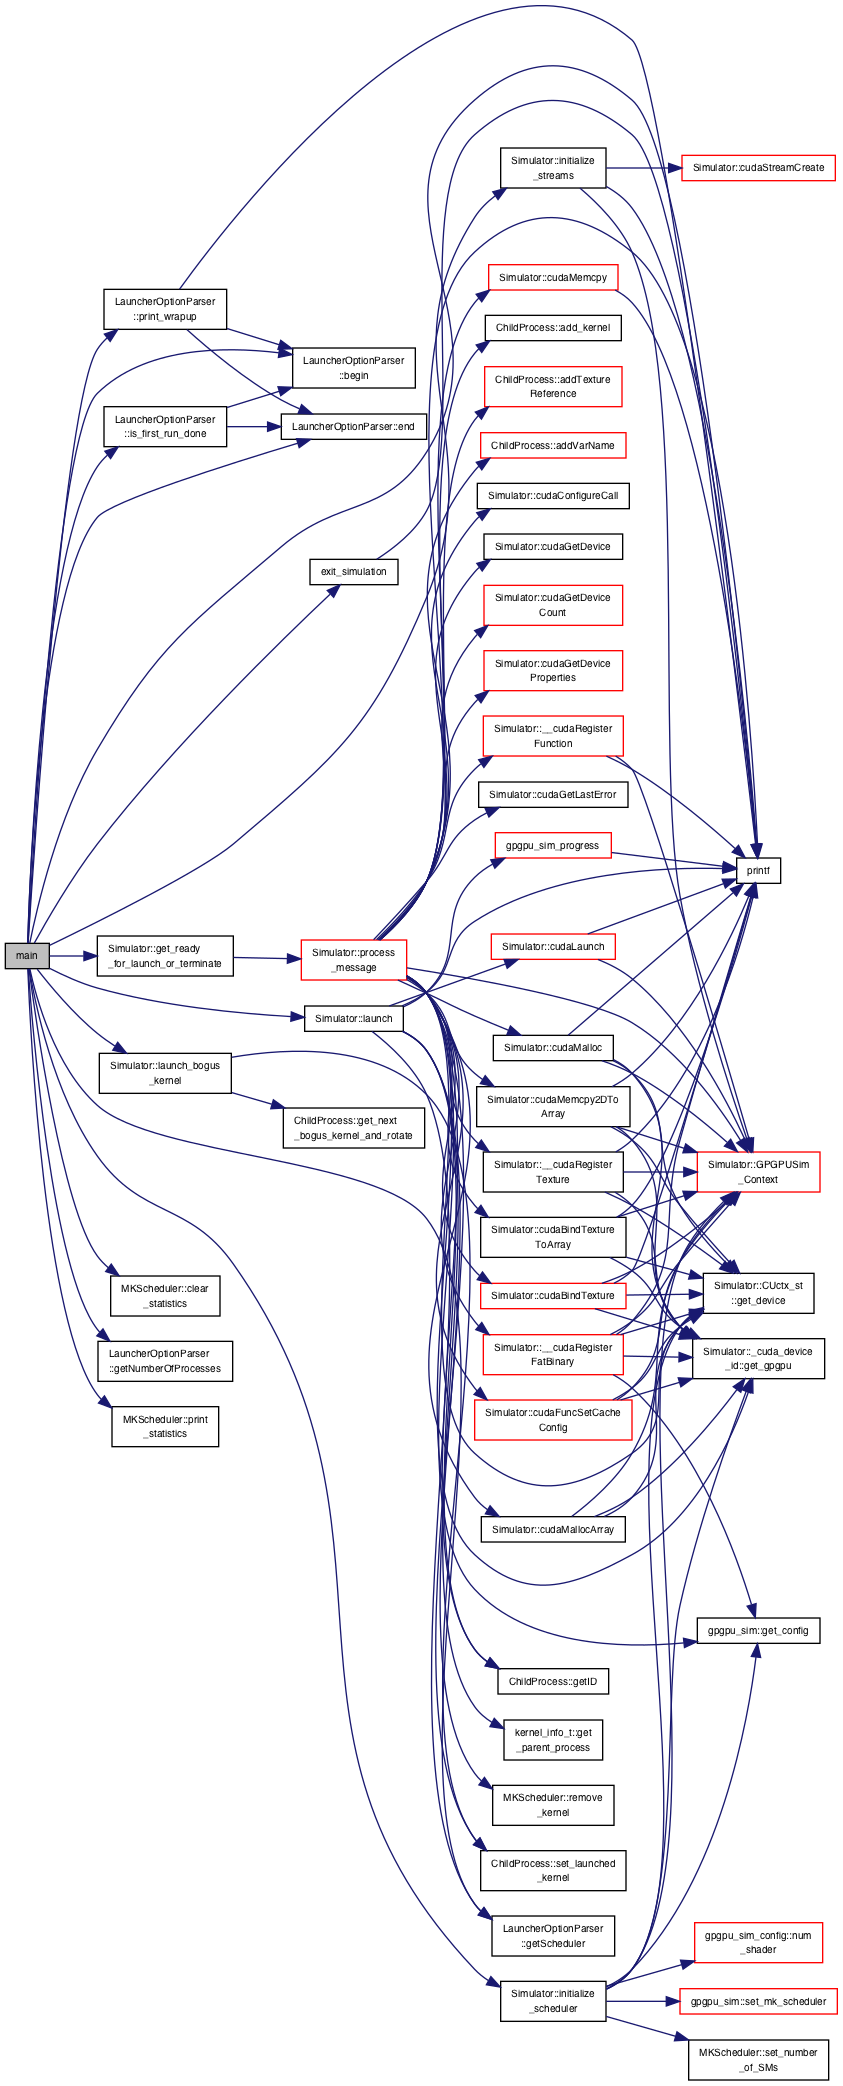 main
LauncherOptionParser
::print_wrapup
LauncherOptionParser
::is_first_run_done
Simulator::get_ready
_for_launch_or_terminate
Simulator::launch_bogus
_kernel
MKScheduler::clear
_statistics
LauncherOptionParser
::getNumberOfProcesses
MKScheduler::print
_statistics
LauncherOptionParser
::begin
LauncherOptionParser::end
exit_simulation
Simulator::process
_message
Simulator::launch
ChildProcess::get_next
_bogus_kernel_and_rotate
Simulator::initialize
_streams
Simulator::cudaMemcpy
ChildProcess::add_kernel
ChildProcess::addTexture
Reference
ChildProcess::addVarName
Simulator::cudaConfigureCall
Simulator::cudaGetDevice
Simulator::cudaGetDevice
Count
Simulator::cudaGetDevice
Properties
Simulator::__cudaRegister
Function
Simulator::cudaGetLastError
gpgpu_sim_progress
Simulator::cudaLaunch
Simulator::cudaMalloc
Simulator::cudaMemcpy2DTo
Array
Simulator::__cudaRegister
Texture
Simulator::cudaBindTexture
ToArray
Simulator::cudaBindTexture
Simulator::__cudaRegister
FatBinary
Simulator::cudaFuncSetCache
Config
Simulator::cudaMallocArray
ChildProcess::getID
kernel_info_t::get
_parent_process
MKScheduler::remove
_kernel
ChildProcess::set_launched
_kernel
LauncherOptionParser
::getScheduler
Simulator::initialize
_scheduler
Simulator::cudaStreamCreate
printf
Simulator::GPGPUSim
_Context
Simulator::CUctx_st
::get_device
Simulator::_cuda_device
_id::get_gpgpu
gpgpu_sim::get_config
gpgpu_sim_config::num
_shader
gpgpu_sim::set_mk_scheduler
MKScheduler::set_number
_of_SMs